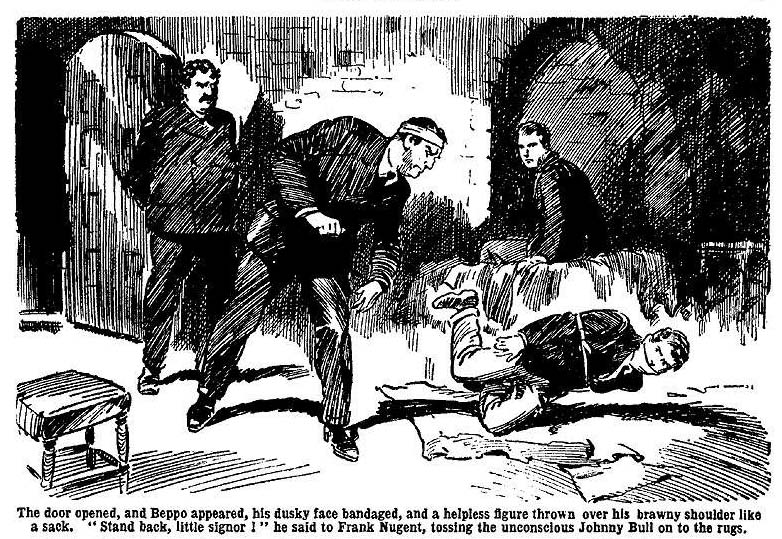 The door opened, and Beppo appeared, his dusky face bandaged, and a helpless figure thrown over his brawny shoulder like
a sack. "Stand back, little signor!" he said to Frank Nugent, tossing the unconscious Johnny Bull on to the rugs.